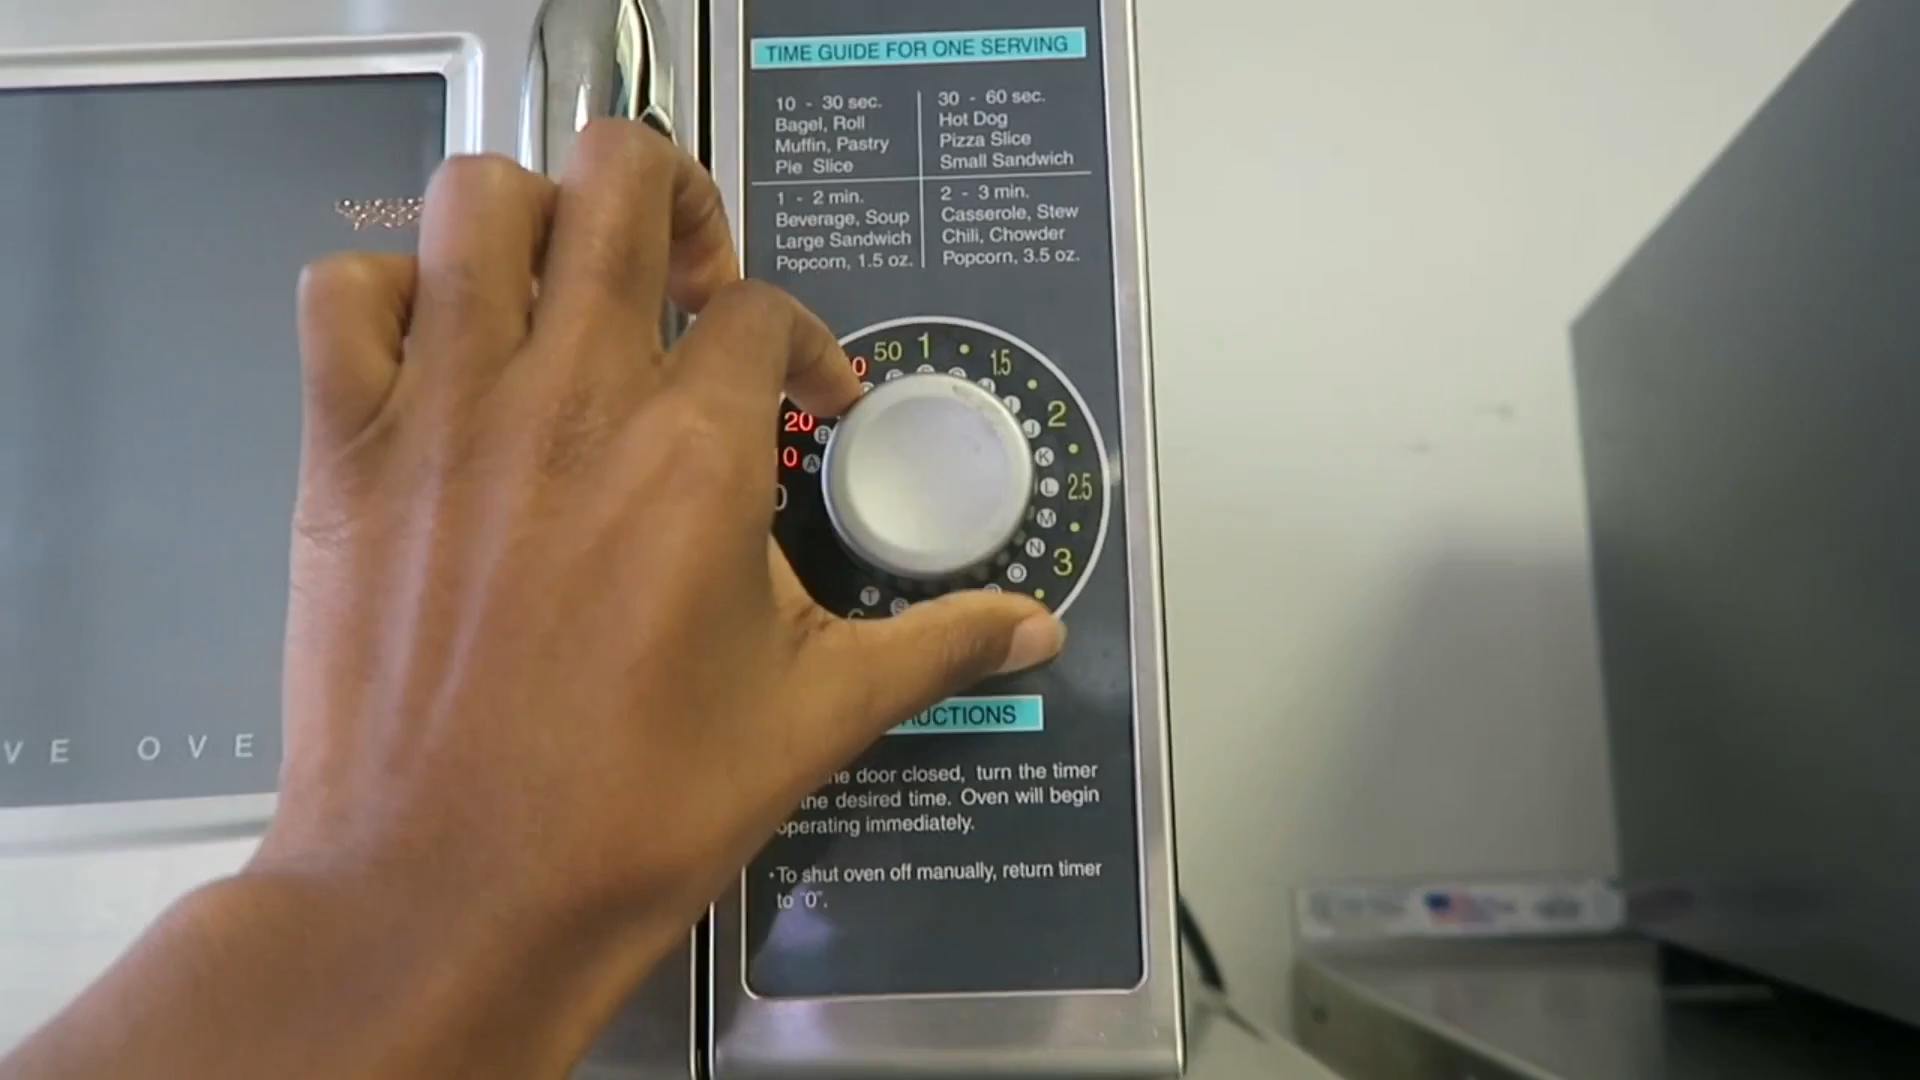 TIME GUIDE FOR ONE SERVING
10 - 30 sec.
Bagel, Roll
Muffin, Pastry
Pie Slice
30 - 60 sec.
Hot Dog
Pizza Slice
Small Sandwich
1 - 2 min.
Beverage, Soup
Large Sandwich
Popcorn, 1.5 oz.
2 - 3 min.
Casserole, Stew
Chili, Chowder
Popcorn, 3.5 oz.
0
10
20
50
1
1.5
2
2.5
3
A
B
I
J
K
L
M
N
O
T
S
VE OVE
UCTIONS
he door closed, turn the timer
the desired time. Oven will begin
operating immediately.
•To shut oven off manually, return timer
to "0".